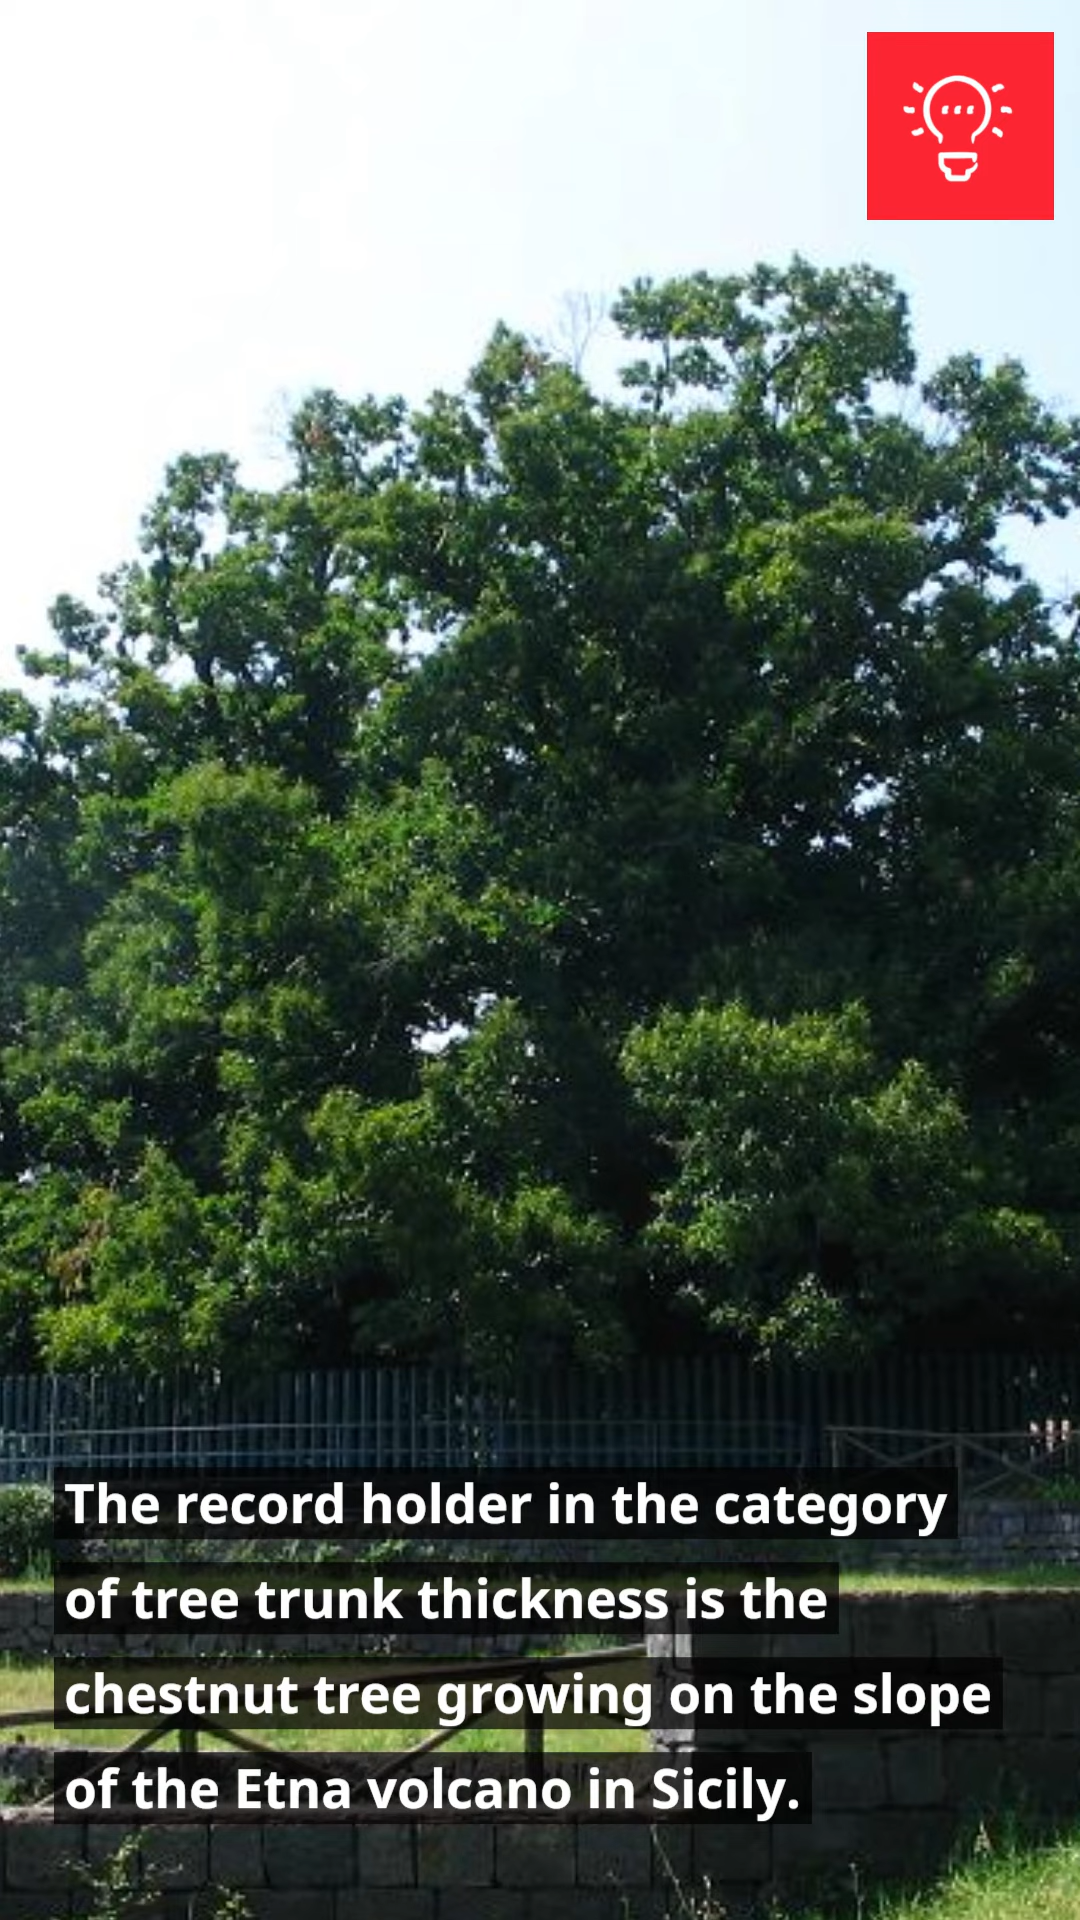 The record holder in the category
of tree trunk thickness is the
chestnut tree growing on the slope
of the Etna volcano in Sicily.